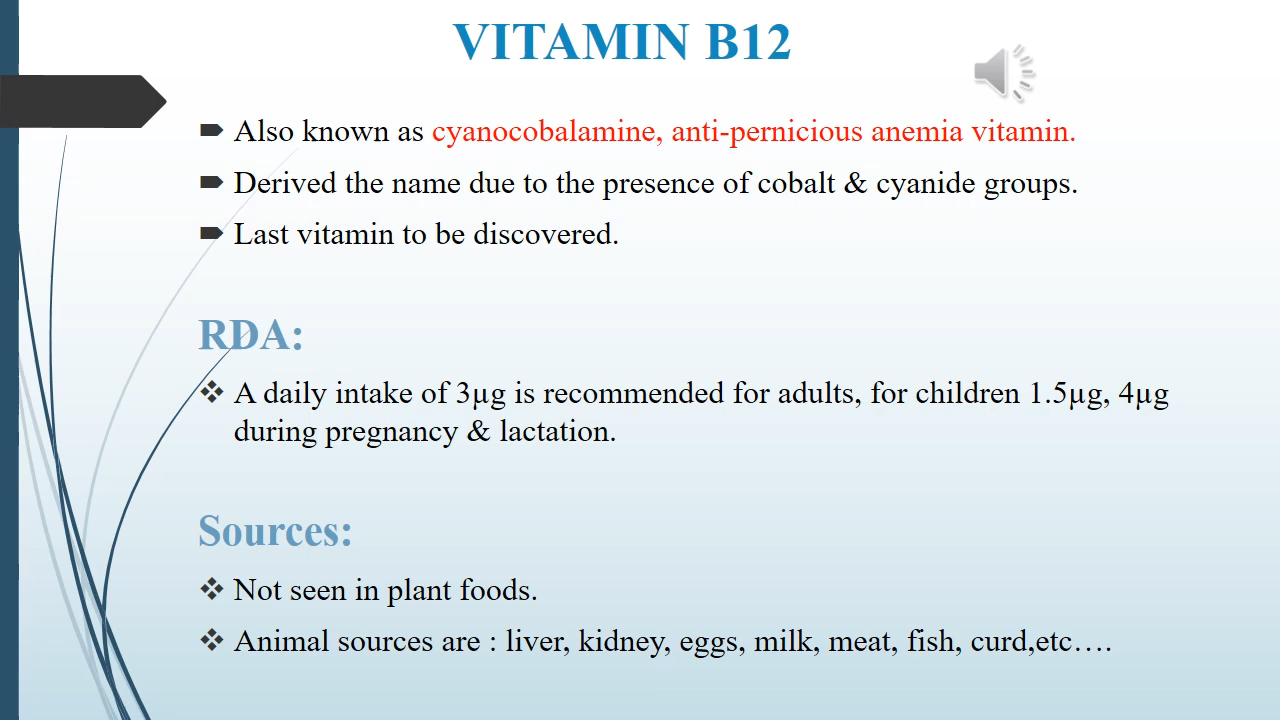 VITAMIN B12
Also known as cyanocobalamine, anti-pernicious anemia vitamin.
Derived the name due to the presence of cobalt & cyanide groups.
Last vitamin to be discovered.
RDA:
A daily intake of 3µg is recommended for adults, for children 1.5µg, 4µg
during pregnancy & lactation.
Sources:
Not seen in plant foods.
Animal sources are : liver, kidney, eggs, milk, meat, fish, curd,etc….